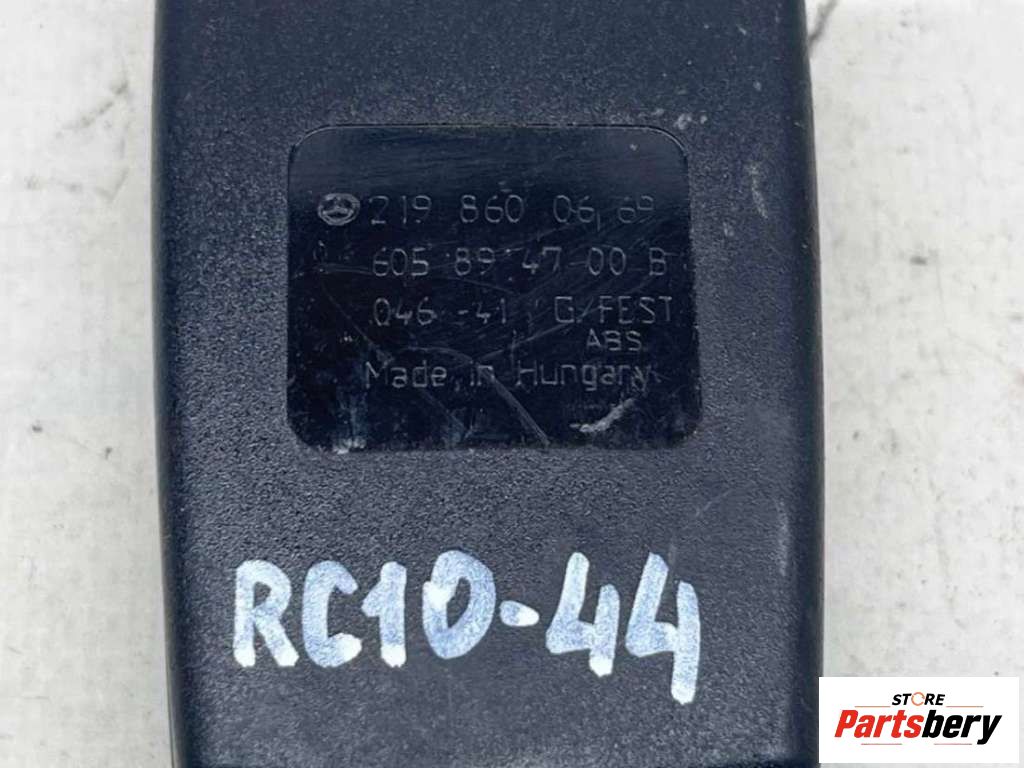 219 860 06 69
605 89 47 00 B
046-41 G/FEST
ABS
Made in Hungary
RC10-44
STORE
Partsbery